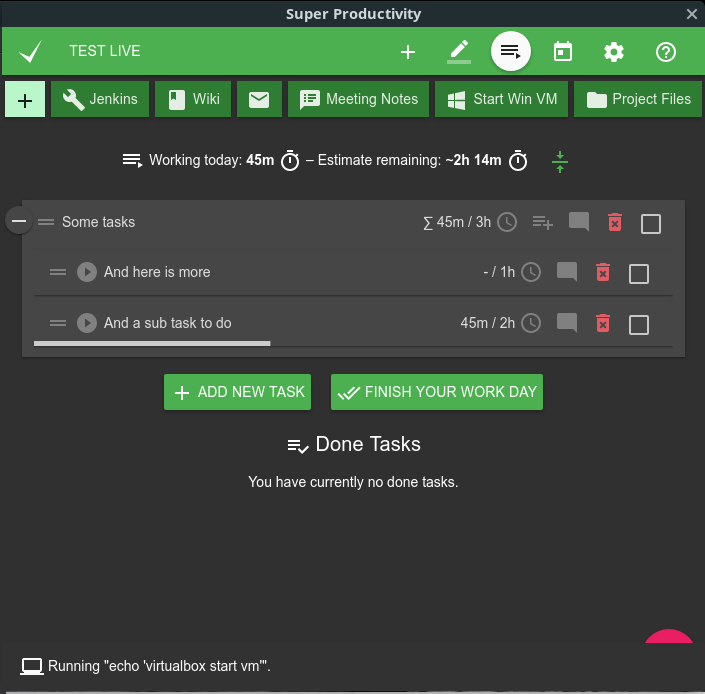 Super Productivity
TEST LIVE
Jenkins Wiki Meeting Notes Start Win VM Project Files
Working today: 45m – Estimate remaining: ~2h 14m
Some tasks ∑ 45m / 3h
And here is more - / 1h
And a sub task to do 45m / 2h
ADD NEW TASK FINISH YOUR WORK DAY
Done Tasks
You have currently no done tasks.
Running "echo 'virtualbox start vm'".